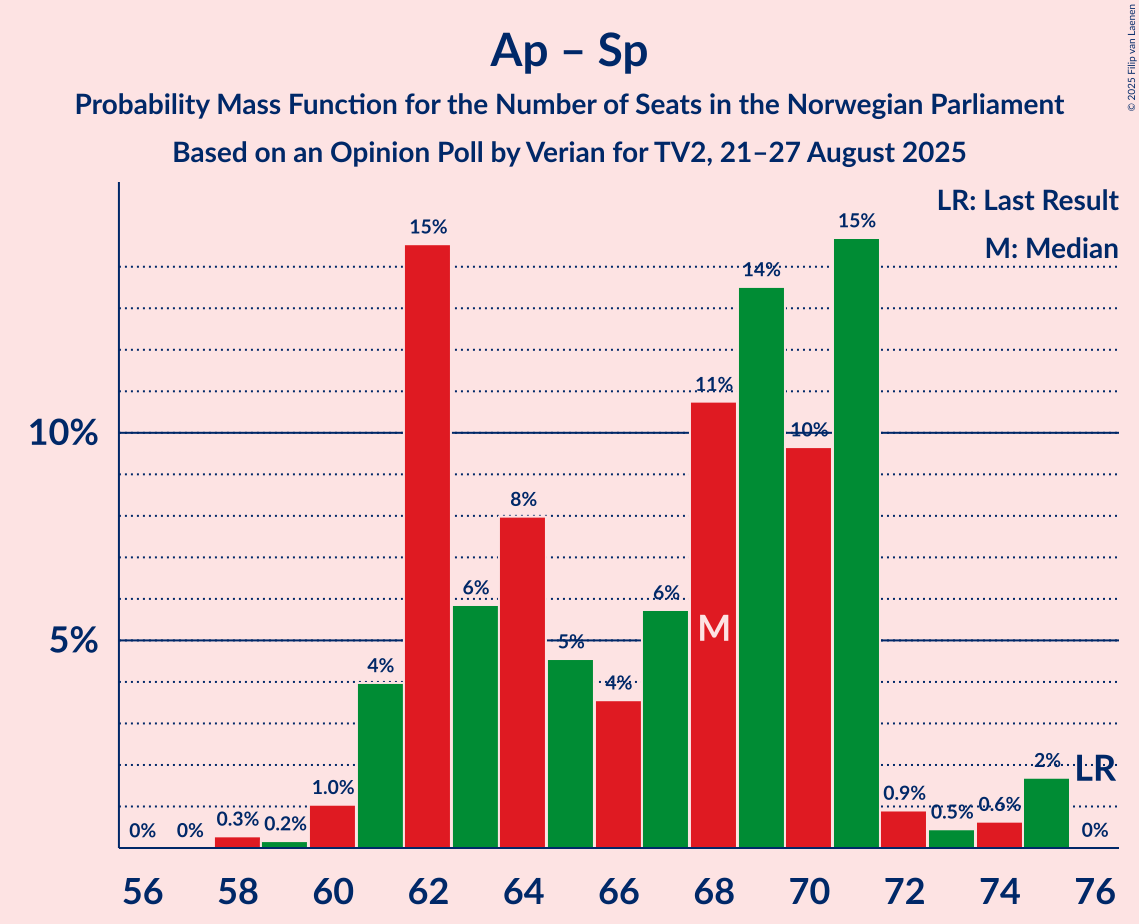 Ap – Sp
Probability Mass Function for the Number of Seats in the Norwegian Parliament
Based on an Opinion Poll by Verian for TV2, 21–27 August 2025
© 2025 Filip van Laenen
LR: Last Result
M: Median
10%
5%
0%
0%
0.3%
0.2%
1.0%
4%
15%
6%
8%
5%
4%
6%
11%
14%
10%
15%
0.9%
0.5%
0.6%
2%
0%
M
LR
56 58 60 62 64 66 68 70 72 74 76